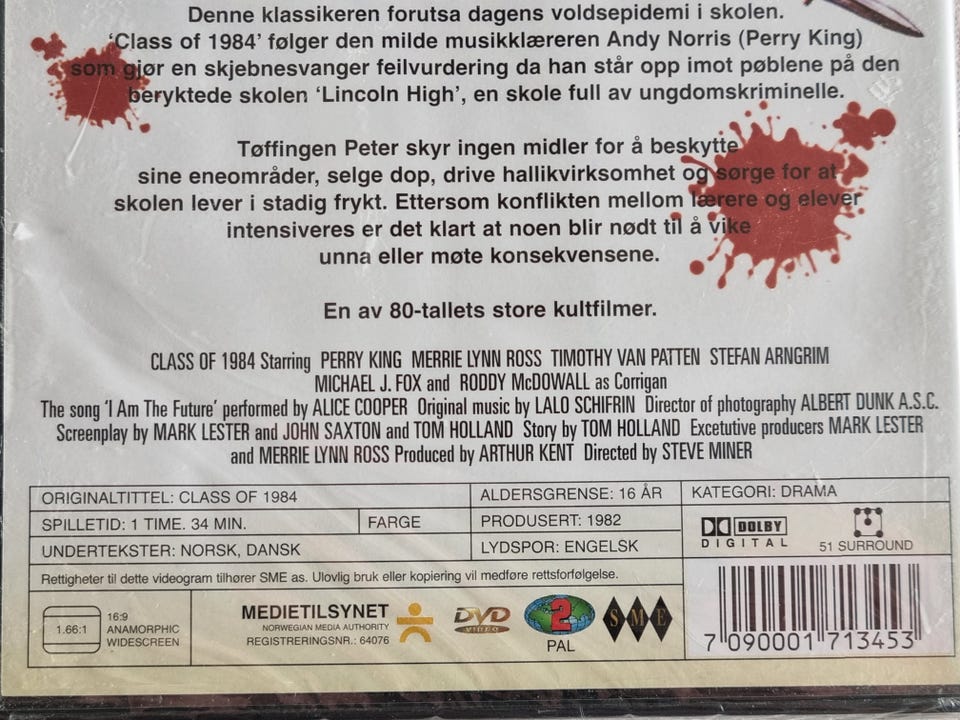 Denne klassikeren forutsa dagens voldsepidemi i skolen.
'Class of 1984' følger den milde musikklæreren Andy Norris (Perry King)
som gjør en skjebnesvanger feilvurdering da han står opp imot pøblene på den
beryktede skolen 'Lincoln High', en skole full av ungdomskriminelle.
Tøffingen Peter skyr ingen midler for å beskytte
sine eneområder, selge dop, drive hallikvirksomhet og sørge for at
skolen lever i stadig frykt. Ettersom konflikten mellom lærere og elever
intensiveres er det klart at noen blir nødt til å vike
unna eller møte konsekvensene.
En av 80-tallets store kultfilmer.
CLASS OF 1984 Starring PERRY KING MERRIE LYNN ROSS TIMOTHY VAN PATTEN STEFAN ARNGRIM
MICHAEL J. FOX and RODDY McDOWALL as Corrigan
The song 'I Am The Future' performed by ALICE COOPER Original music by LALO SCHIFRIN Director of photography ALBERT DUNK A.S.C.
Screenplay by MARK LESTER and JOHN SAXTON and TOM HOLLAND Story by TOM HOLLAND Excetutive producers MARK LESTER
and MERRIE LYNN ROSS Produced by ARTHUR KENT Directed by STEVE MINER
ORIGINALTITTEL: CLASS OF 1984
ALDERSGRENSE: 16 ÅR
KATEGORI: DRAMA
SPILLETID: 1 TIME. 34 MIN.
FARGE
PRODUSERT: 1982
UNDERTEKSTER: NORSK, DANSK
LYDSPOR: ENGELSK
DOLBY
DIGITAL
51 SURROUND
Rettigheter til dette videogram tilhører SME as. Ulovlig bruk eller kopiering vil medføre rettsforfølgelse.
1.66:1
16:9
ANAMORPHIC
WIDESCREEN
MEDIETILSYNET
NORWEGIAN MEDIA AUTHORITY
REGISTRERINGSNR.: 64076
DVD
VIDEO
2
PAL
SME
7 090001 713453